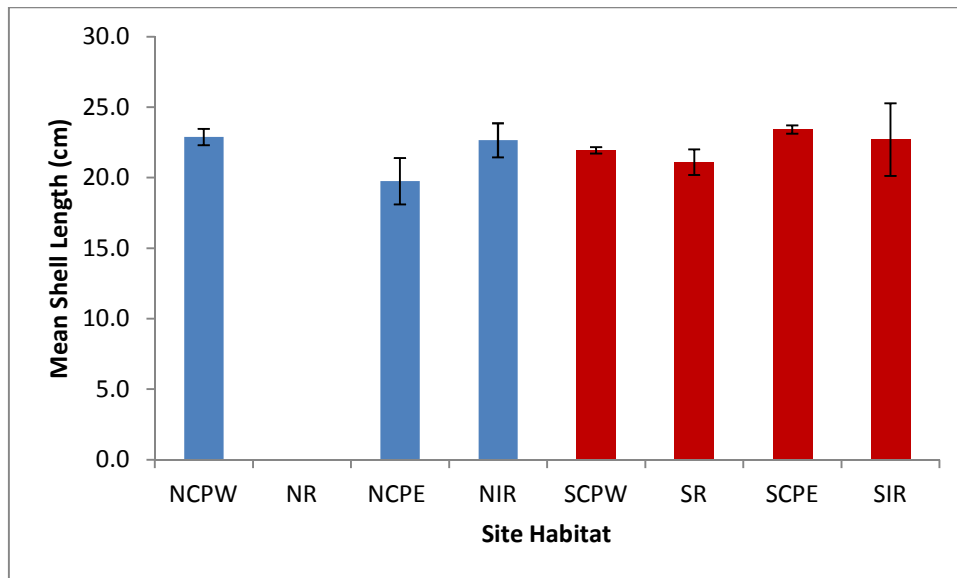 30.0
25.0
20.0
15.0
10.0
5.0
0.0
Mean Shell Length (cm)
NCPW NR NCPE NIR SCPW SR SCPE SIR
Site Habitat